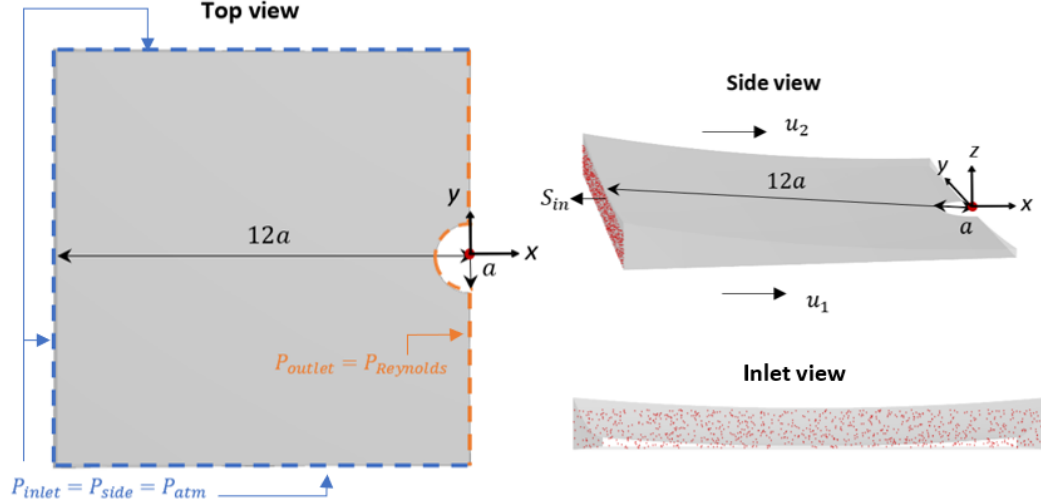 Top view
12a
y
x
a
P_outlet = P_Reynolds
P_inlet = P_side = P_atm
Side view
u_2
z
y
12a
S_in
x
a
u_1
Inlet view